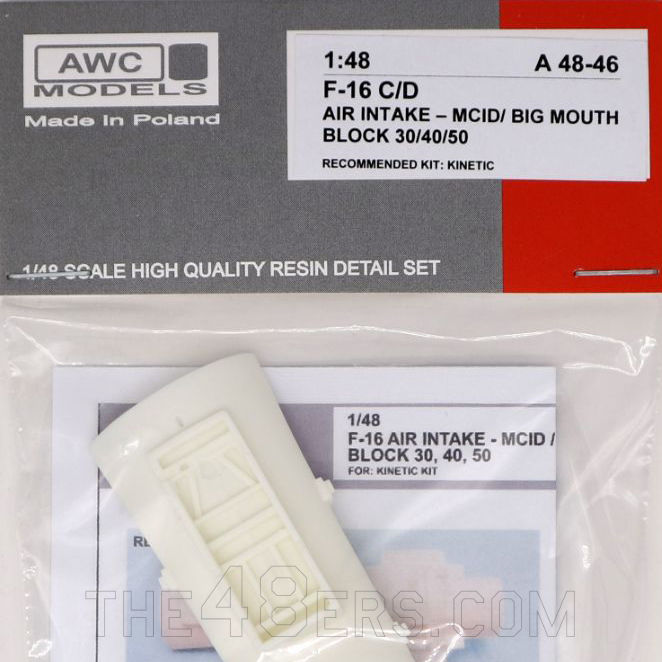 AWC
MODELS
Made in Poland
1:48 A 48-46
F-16 C/D
AIR INTAKE – MCID/ BIG MOUTH
BLOCK 30/40/50
RECOMMENDED KIT: KINETIC
1/48 SCALE HIGH QUALITY RESIN DETAIL SET
1/48
F-16 AIR INTAKE - MCID /
BLOCK 30, 40, 50
FOR: KINETIC KIT
THE48ERS.COM